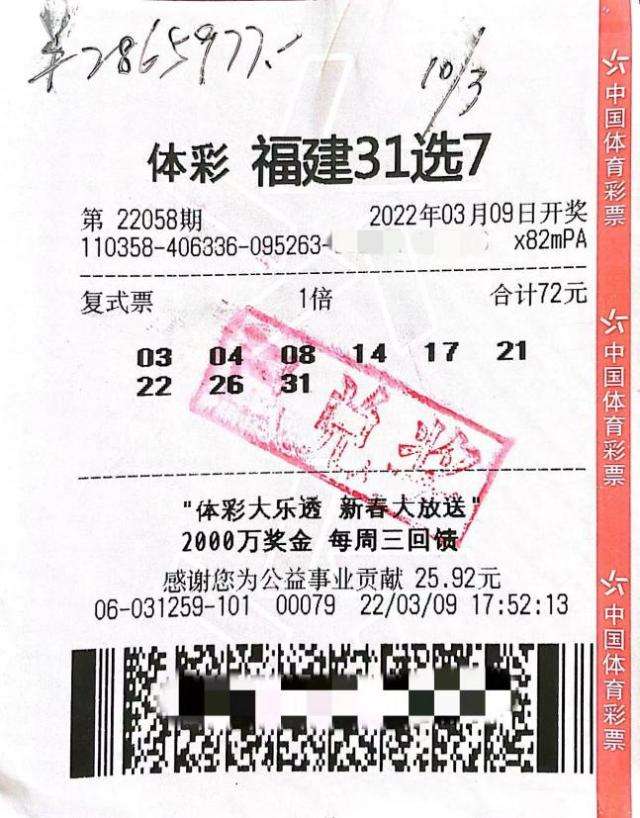 ¥2865977.-
10/3
体彩 福建31选7
第 22058期 2022年03月09日开奖
110358-406336-095263- x82mPA
复式票 1倍 合计72元
03 04 08 14 17 21
22 26 31
已兑奖
"体彩大乐透 新春大放送"
2000万奖金 每周三回馈
感谢您为公益事业贡献 25.92元
06-031259-101 00079 22/03/09 17:52:13
中国体育彩票
中国体育彩票
中国体育彩票